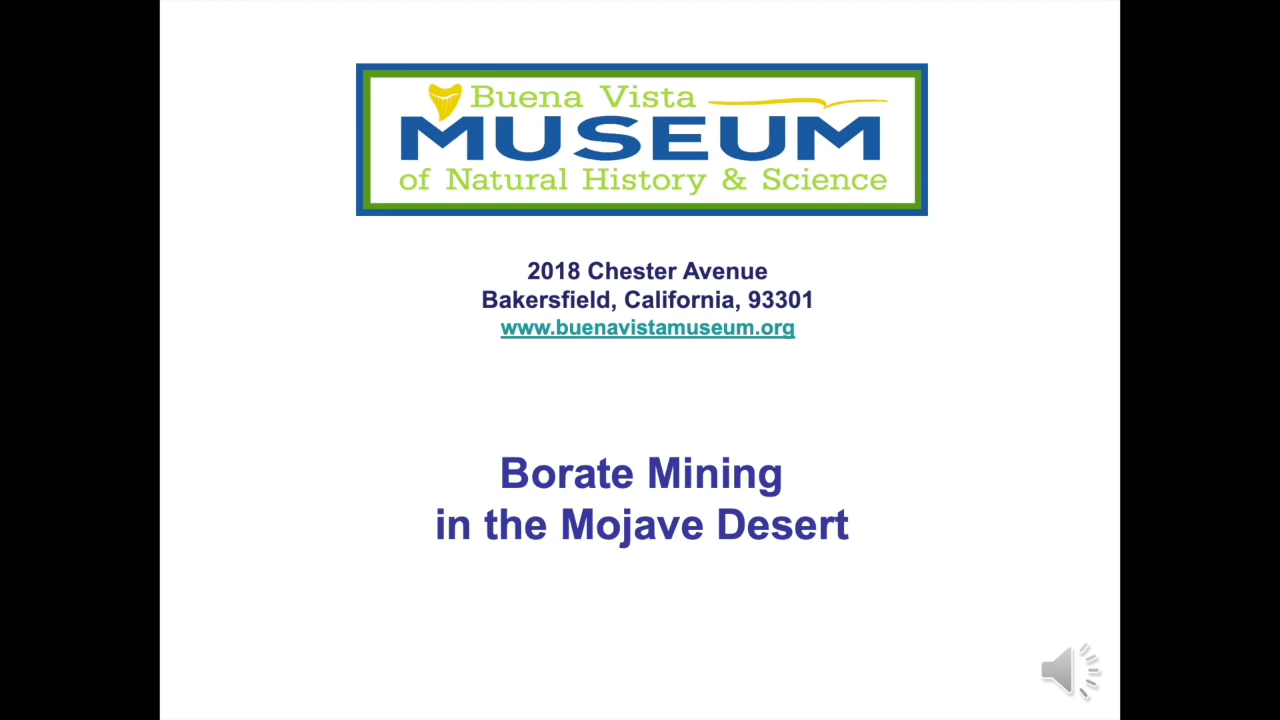 Buena Vista
MUSEUM
of Natural History & Science
2018 Chester Avenue
Bakersfield, California, 93301
www.buenavistamuseum.org
Borate Mining
in the Mojave Desert